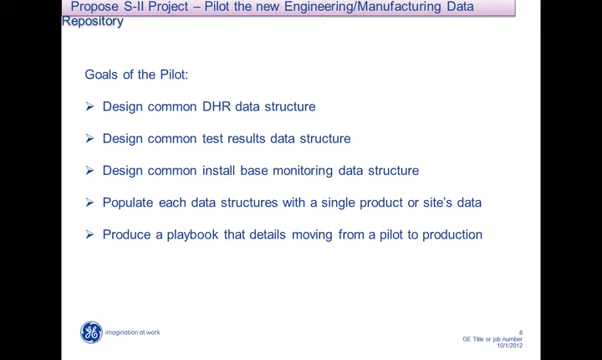 Propose S-II Project – Pilot the new Engineering/Manufacturing Data
Repository
Goals of the Pilot:
➢ Design common DHR data structure
➢ Design common test results data structure
➢ Design common install base monitoring data structure
➢ Populate each data structures with a single product or site's data
➢ Produce a playbook that details moving from a pilot to production
GE imagination at work
8
GE Title or job number
10/1/2012